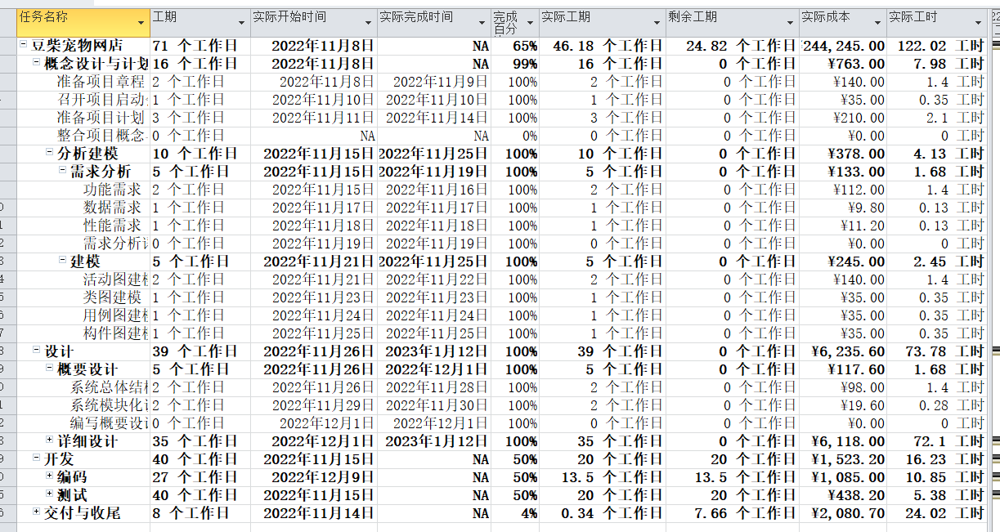 任务名称 工期 实际开始时间 实际完成时间 完成百分 实际工期 剩余工期 实际成本 实际工时
豆柴宠物网店 71 个工作日 2022年11月8日 NA 65% 46.18 个工作日 24.82 个工作日 ¥244,245.00 122.02 工时
概念设计与计划 16 个工作日 2022年11月8日 NA 99% 16 个工作日 0 个工作日 ¥763.00 7.98 工时
准备项目章程 2 个工作日 2022年11月8日 2022年11月9日 100% 2 个工作日 0 个工作日 ¥140.00 1.4 工时
召开项目启动 1 个工作日 2022年11月10日 2022年11月10日 100% 1 个工作日 0 个工作日 ¥35.00 0.35 工时
准备项目计划 3 个工作日 2022年11月11日 2022年11月14日 100% 3 个工作日 0 个工作日 ¥210.00 2.1 工时
整合项目概念 0 个工作日 NA NA 0% 0 个工作日 0 个工作日 ¥0.00 0 工时
分析建模 10 个工作日 2022年11月15日 2022年11月25日 100% 10 个工作日 0 个工作日 ¥378.00 4.13 工时
需求分析 5 个工作日 2022年11月15日 2022年11月19日 100% 5 个工作日 0 个工作日 ¥133.00 1.68 工时
功能需求 2 个工作日 2022年11月15日 2022年11月16日 100% 2 个工作日 0 个工作日 ¥112.00 1.4 工时
数据需求 1 个工作日 2022年11月17日 2022年11月17日 100% 1 个工作日 0 个工作日 ¥9.80 0.13 工时
性能需求 1 个工作日 2022年11月18日 2022年11月18日 100% 1 个工作日 0 个工作日 ¥11.20 0.13 工时
需求分析 0 个工作日 2022年11月19日 2022年11月19日 100% 0 个工作日 0 个工作日 ¥0.00 0 工时
建模 5 个工作日 2022年11月21日 2022年11月25日 100% 5 个工作日 0 个工作日 ¥245.00 2.45 工时
活动图建模 2 个工作日 2022年11月21日 2022年11月22日 100% 2 个工作日 0 个工作日 ¥140.00 1.4 工时
类图建模 1 个工作日 2022年11月23日 2022年11月23日 100% 1 个工作日 0 个工作日 ¥35.00 0.35 工时
用例图建模 1 个工作日 2022年11月24日 2022年11月24日 100% 1 个工作日 0 个工作日 ¥35.00 0.35 工时
构件图建模 1 个工作日 2022年11月25日 2022年11月25日 100% 1 个工作日 0 个工作日 ¥35.00 0.35 工时
设计 39 个工作日 2022年11月26日 2023年1月12日 100% 39 个工作日 0 个工作日 ¥6,235.60 73.78 工时
概要设计 5 个工作日 2022年11月26日 2022年12月1日 100% 5 个工作日 0 个工作日 ¥117.60 1.68 工时
系统总体结构 2 个工作日 2022年11月26日 2022年11月28日 100% 2 个工作日 0 个工作日 ¥98.00 1.4 工时
系统模块化设 2 个工作日 2022年11月29日 2022年11月30日 100% 2 个工作日 0 个工作日 ¥19.60 0.28 工时
编写概要设 0 个工作日 2022年12月1日 2022年12月1日 100% 0 个工作日 0 个工作日 ¥0.00 0 工时
详细设计 35 个工作日 2022年12月1日 2023年1月12日 100% 35 个工作日 0 个工作日 ¥6,118.00 72.1 工时
开发 40 个工作日 2022年11月15日 NA 50% 20 个工作日 20 个工作日 ¥1,523.20 16.23 工时
编码 27 个工作日 2022年12月9日 NA 50% 13.5 个工作日 13.5 个工作日 ¥1,085.00 10.85 工时
测试 40 个工作日 2022年11月15日 NA 50% 20 个工作日 20 个工作日 ¥438.20 5.38 工时
交付与收尾 8 个工作日 2022年11月14日 NA 4% 0.34 个工作日 7.66 个工作日 ¥2,080.70 24.02 工时